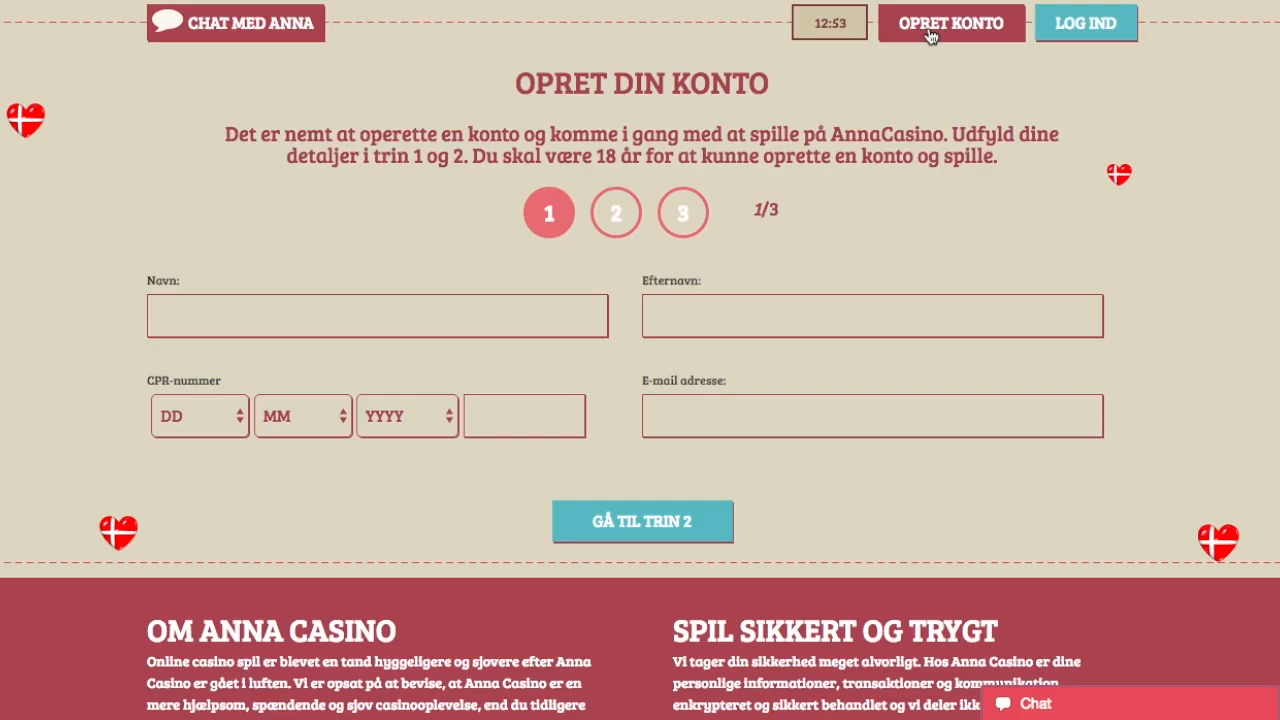 CHAT MED ANNA
12:53
OPRET KONTO
LOG IND
OPRET DIN KONTO
Det er nemt at operette en konto og komme i gang med at spille på AnnaCasino. Udfyld dine
detaljer i trin 1 og 2. Du skal være 18 år for at kunne oprette en konto og spille.
1
2
3
1/3
Navn:
Efternavn:
CPR-nummer
E-mail adresse:
DD
MM
YYYY
GÅ TIL TRIN 2
OM ANNA CASINO
Online casino spil er blevet en tand hyggeligere og sjovere efter Anna
Casino er gået i luften. Vi er opsat på at bevise, at Anna Casino er en
mere hjælpsom, spændende og sjov casinooplevelse, end du tidligere
SPIL SIKKERT OG TRYGT
Vi tager din sikkerhed meget alvorligt. Hos Anna Casino er dine
personlige informationer, transaktioner og kommunikation
enkrypteret og sikkert behandlet og vi deler ikk
Chat